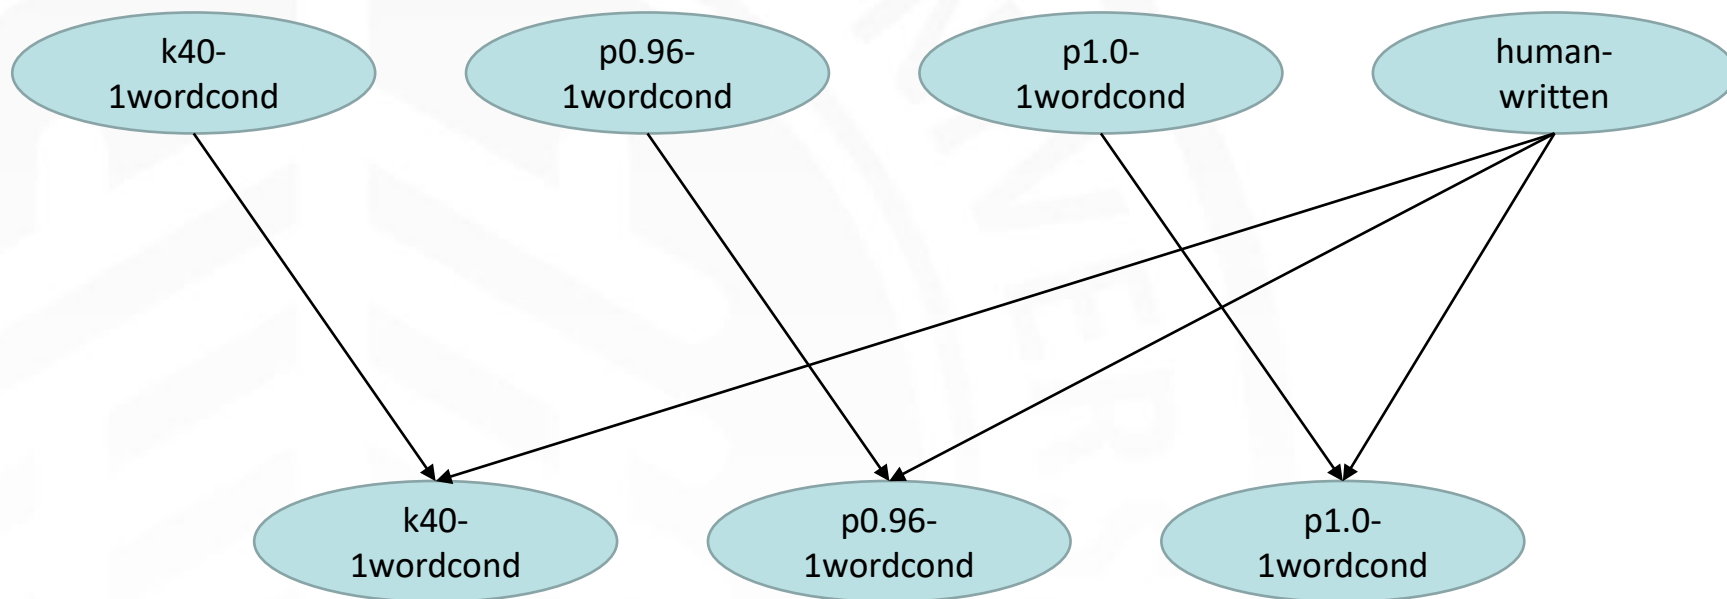 k40-
1wordcond
p0.96-
1wordcond
p1.0-
1wordcond
human-
written
k40-
1wordcond
p0.96-
1wordcond
p1.0-
1wordcond